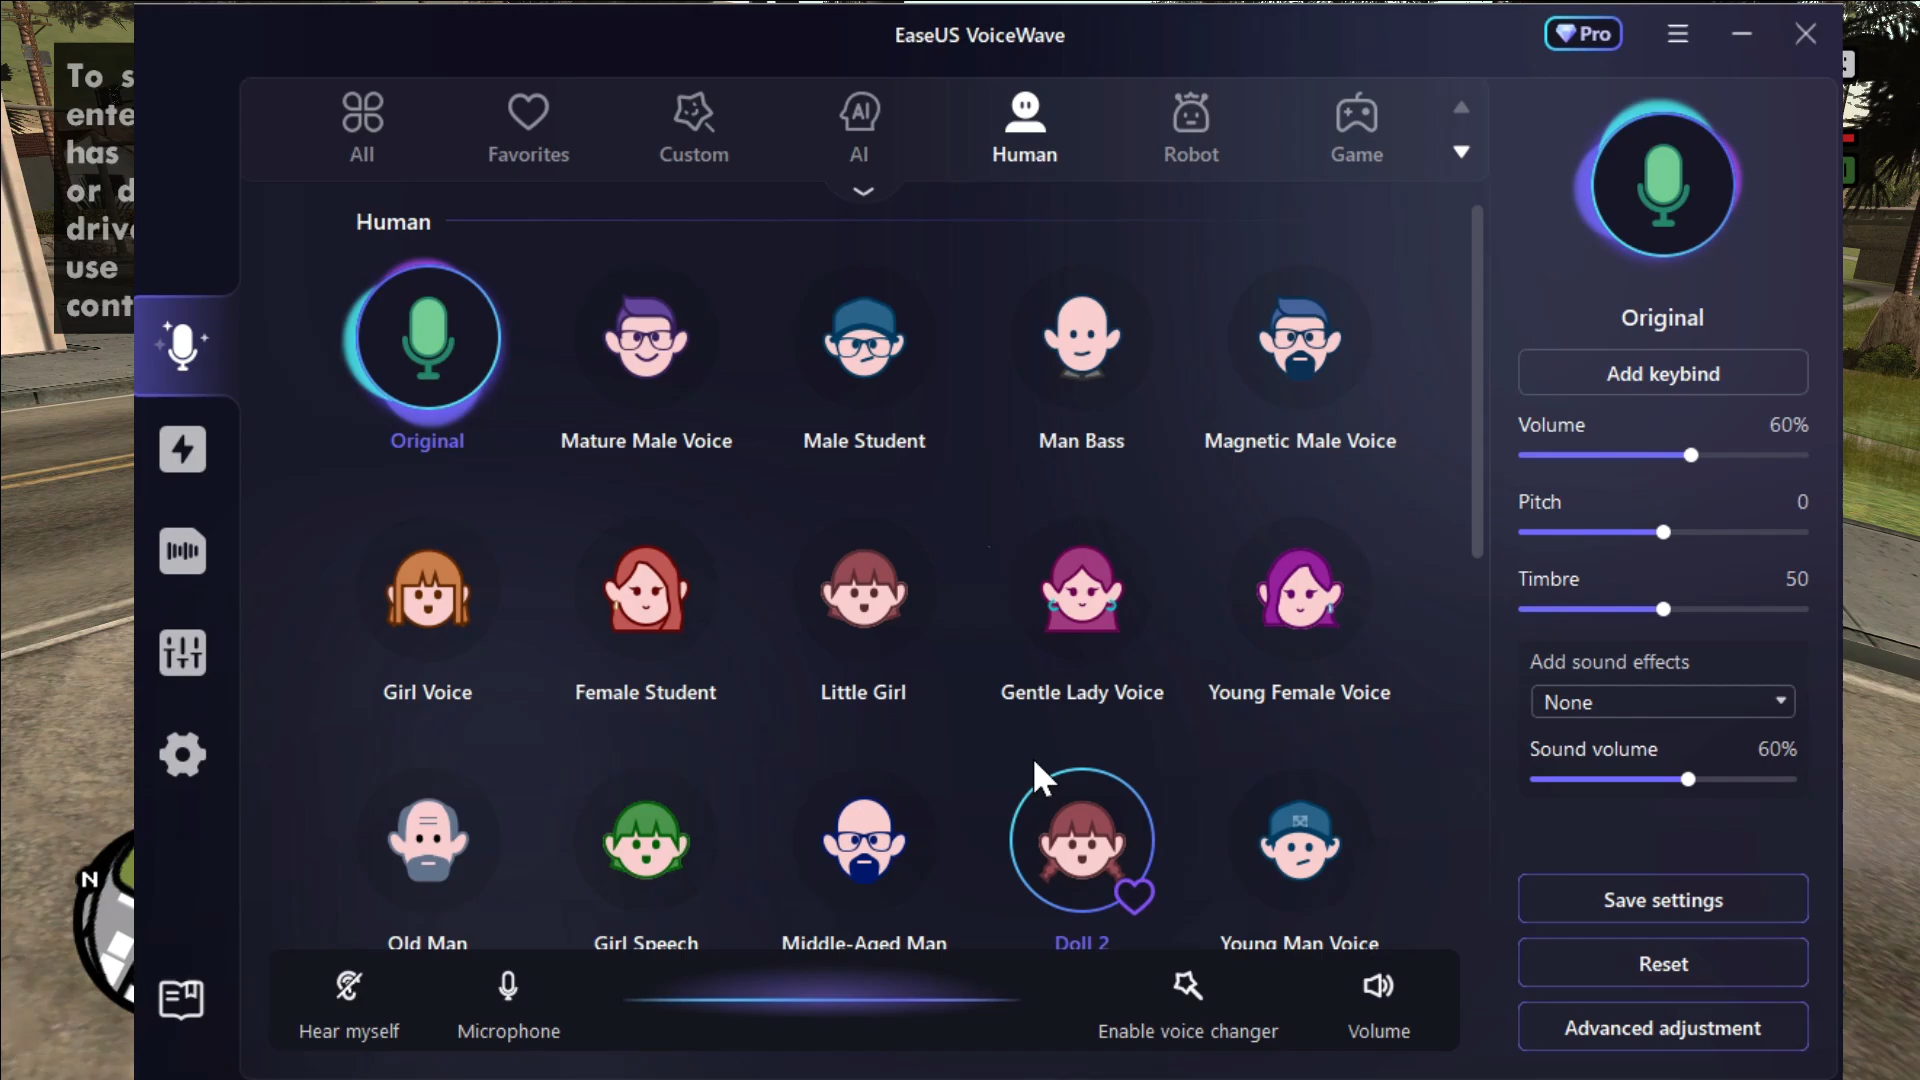 EaseUS VoiceWave
Pro
To s
ente
has
or d
driv
use
cont
All
Favorites
Custom
AI
AI
Human
Robot
Game
Human
Original
Mature Male Voice
Male Student
Man Bass
Magnetic Male Voice
Girl Voice
Female Student
Little Girl
Gentle Lady Voice
Young Female Voice
Old Man
Girl Speech
Middle-Aged Man
Doll 2
Young Man Voice
N
Hear myself
Microphone
Enable voice changer
Volume
Original
Add keybind
Volume 60%
Pitch 0
Timbre 50
Add sound effects
None
Sound volume 60%
Save settings
Reset
Advanced adjustment